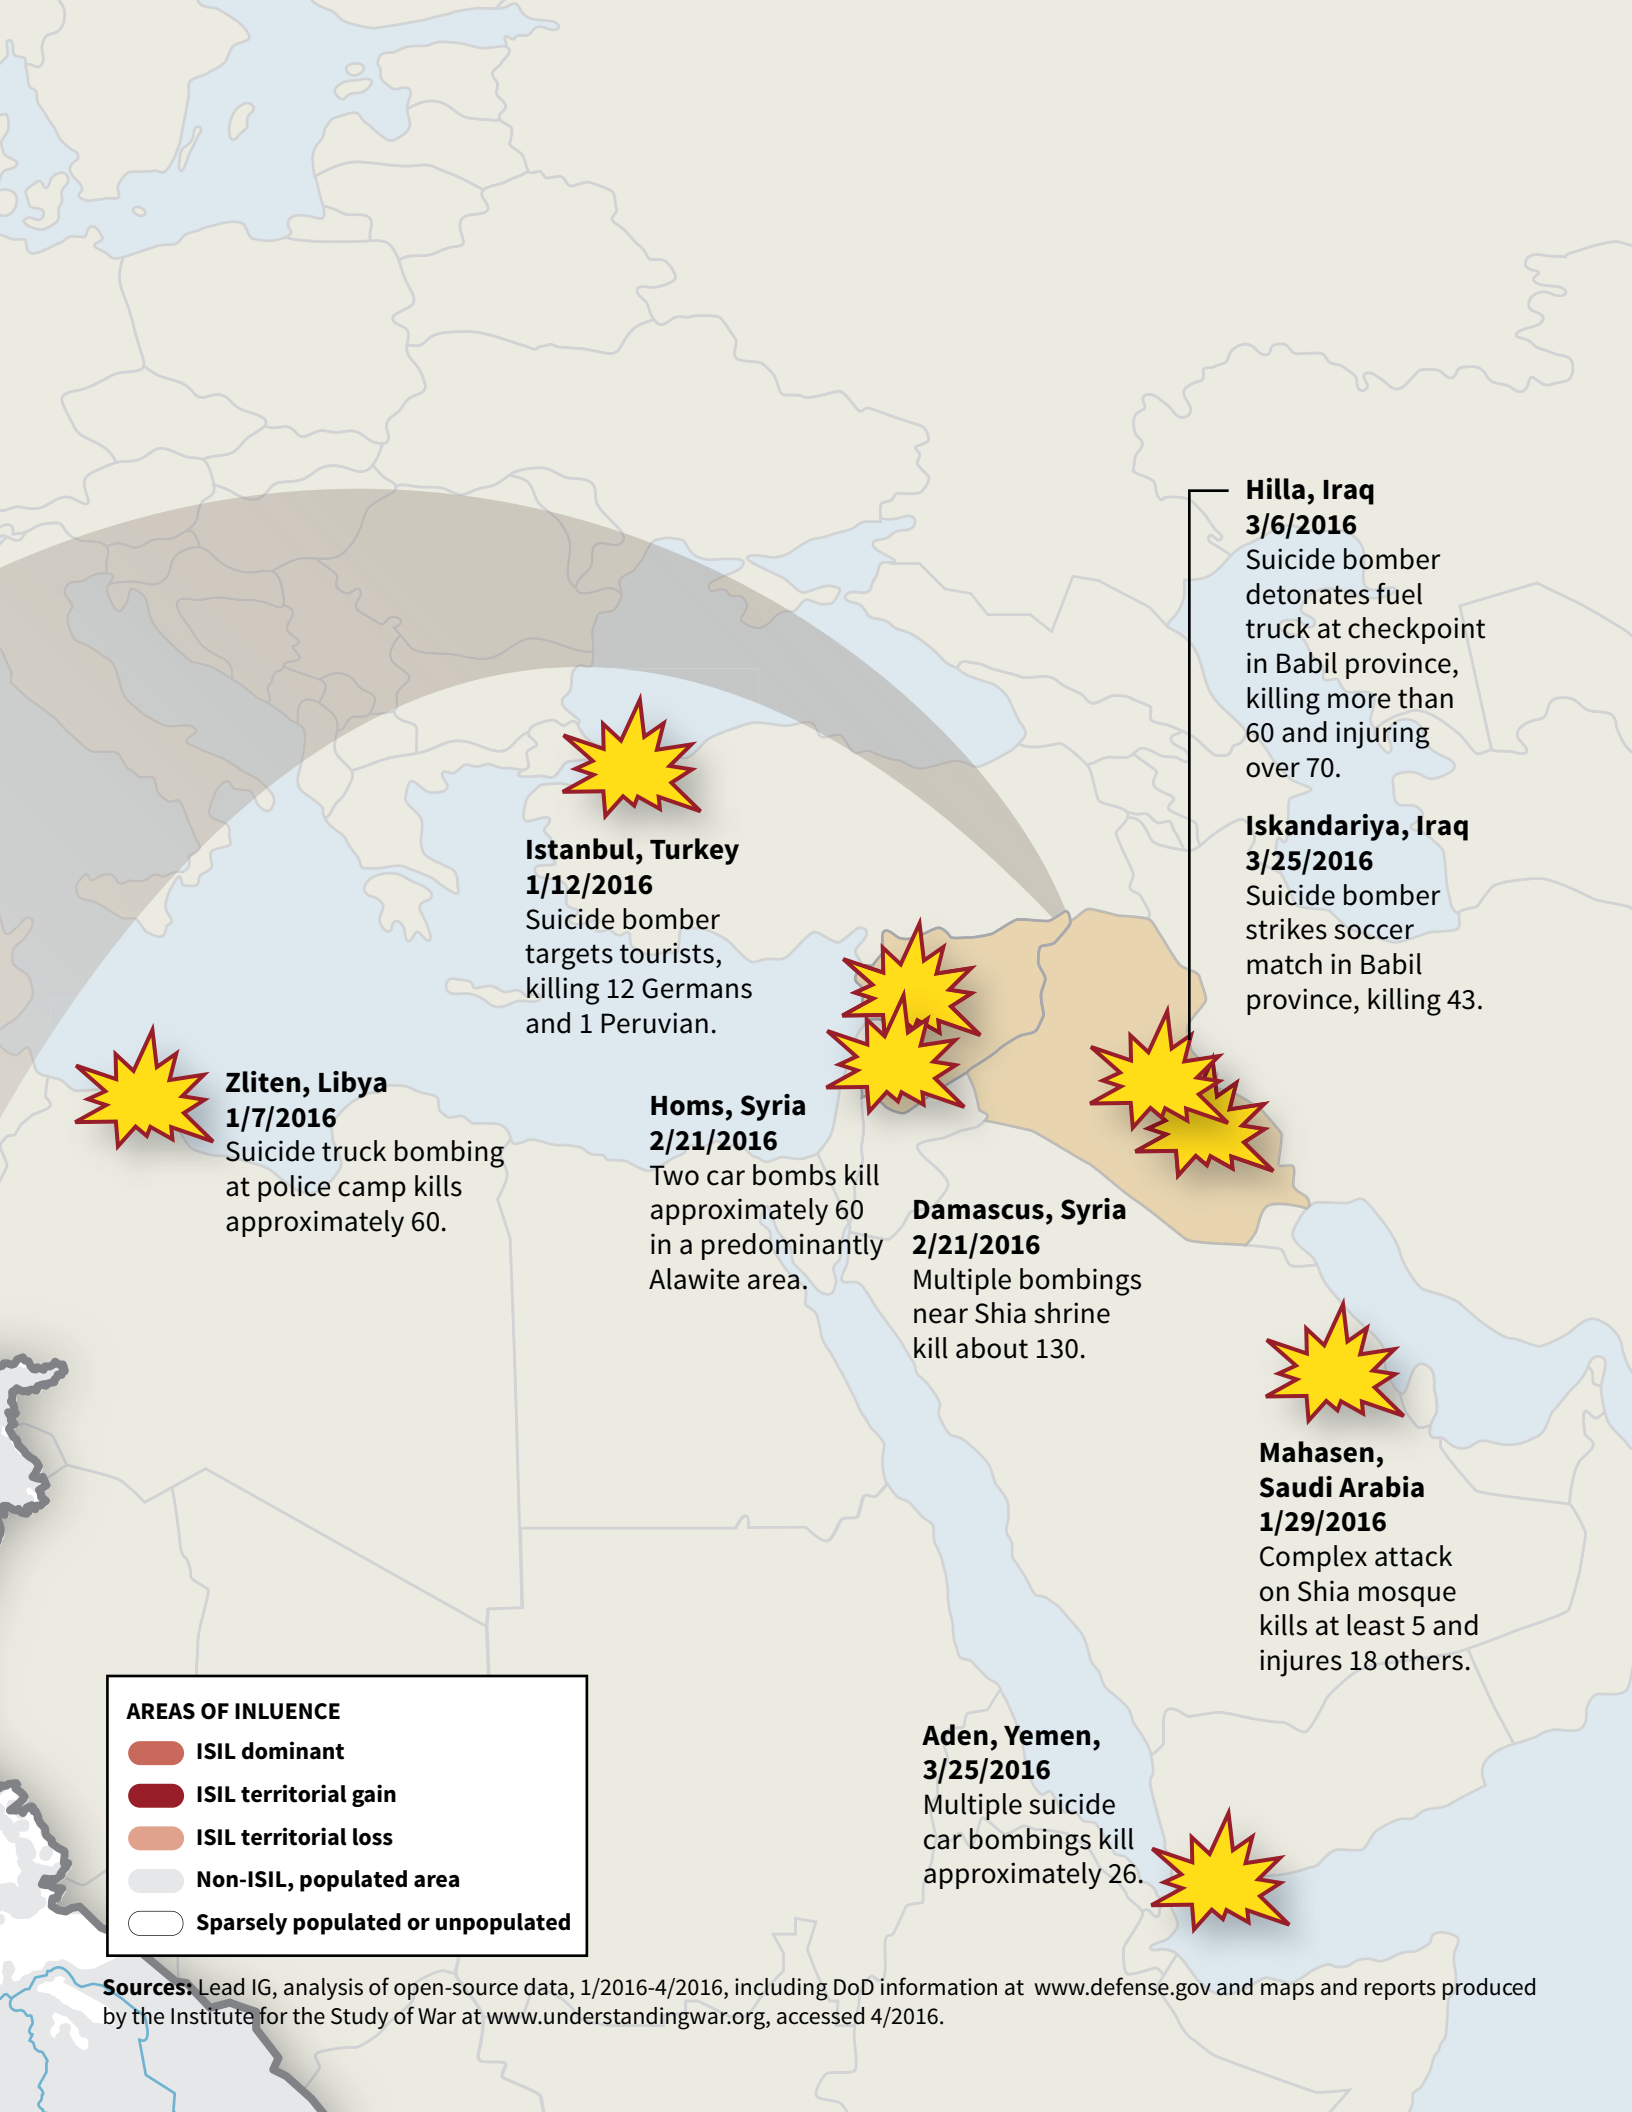 Hilla, Iraq
3/6/2016
Suicide bomber
detonates fuel
truck at checkpoint
in Babil province,
killing more than
60 and injuring
over 70.
Iskandariya, Iraq
3/25/2016
Suicide bomber
strikes soccer
match in Babil
province, killing 43.
Istanbul, Turkey
1/12/2016
Suicide bomber
targets tourists,
killing 12 Germans
and 1 Peruvian.
Zliten, Libya
1/7/2016
Suicide truck bombing
at police camp kills
approximately 60.
Homs, Syria
2/21/2016
Two car bombs kill
approximately 60
in a predominantly
Alawite area.
Damascus, Syria
2/21/2016
Multiple bombings
near Shia shrine
kill about 130.
Mahasen,
Saudi Arabia
1/29/2016
Complex attack
on Shia mosque
kills at least 5 and
injures 18 others.
Aden, Yemen,
3/25/2016
Multiple suicide
car bombings kill
approximately 26.
AREAS OF INLUENCE
ISIL dominant
ISIL territorial gain
ISIL territorial loss
Non-ISIL, populated area
Sparsely populated or unpopulated
Sources: Lead IG, analysis of open-source data, 1/2016-4/2016, including DoD information at www.defense.gov and maps and reports produced
by the Institute for the Study of War at www.understandingwar.org, accessed 4/2016.